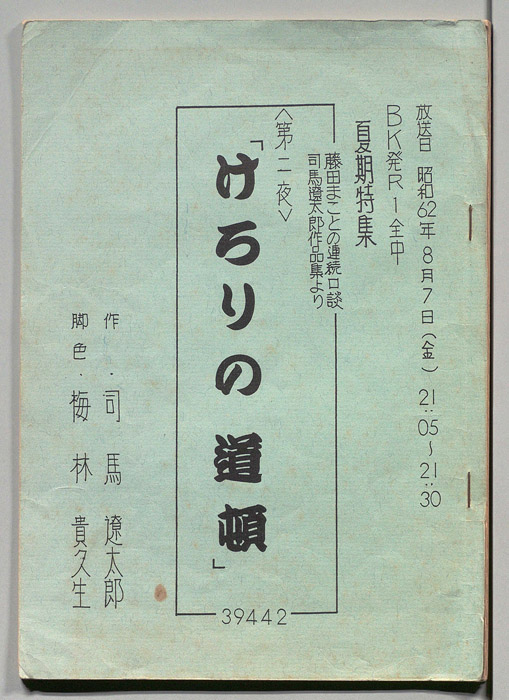 放送日 昭和62年8月7日(金) 21:05~21:30
BK発R1全中
夏期特集
藤田まことの連続口談
司馬遼太郎作品集より
<第二夜>
「けろりの道頓」
39442
作・司馬遼太郎
脚色・梅林貴久生